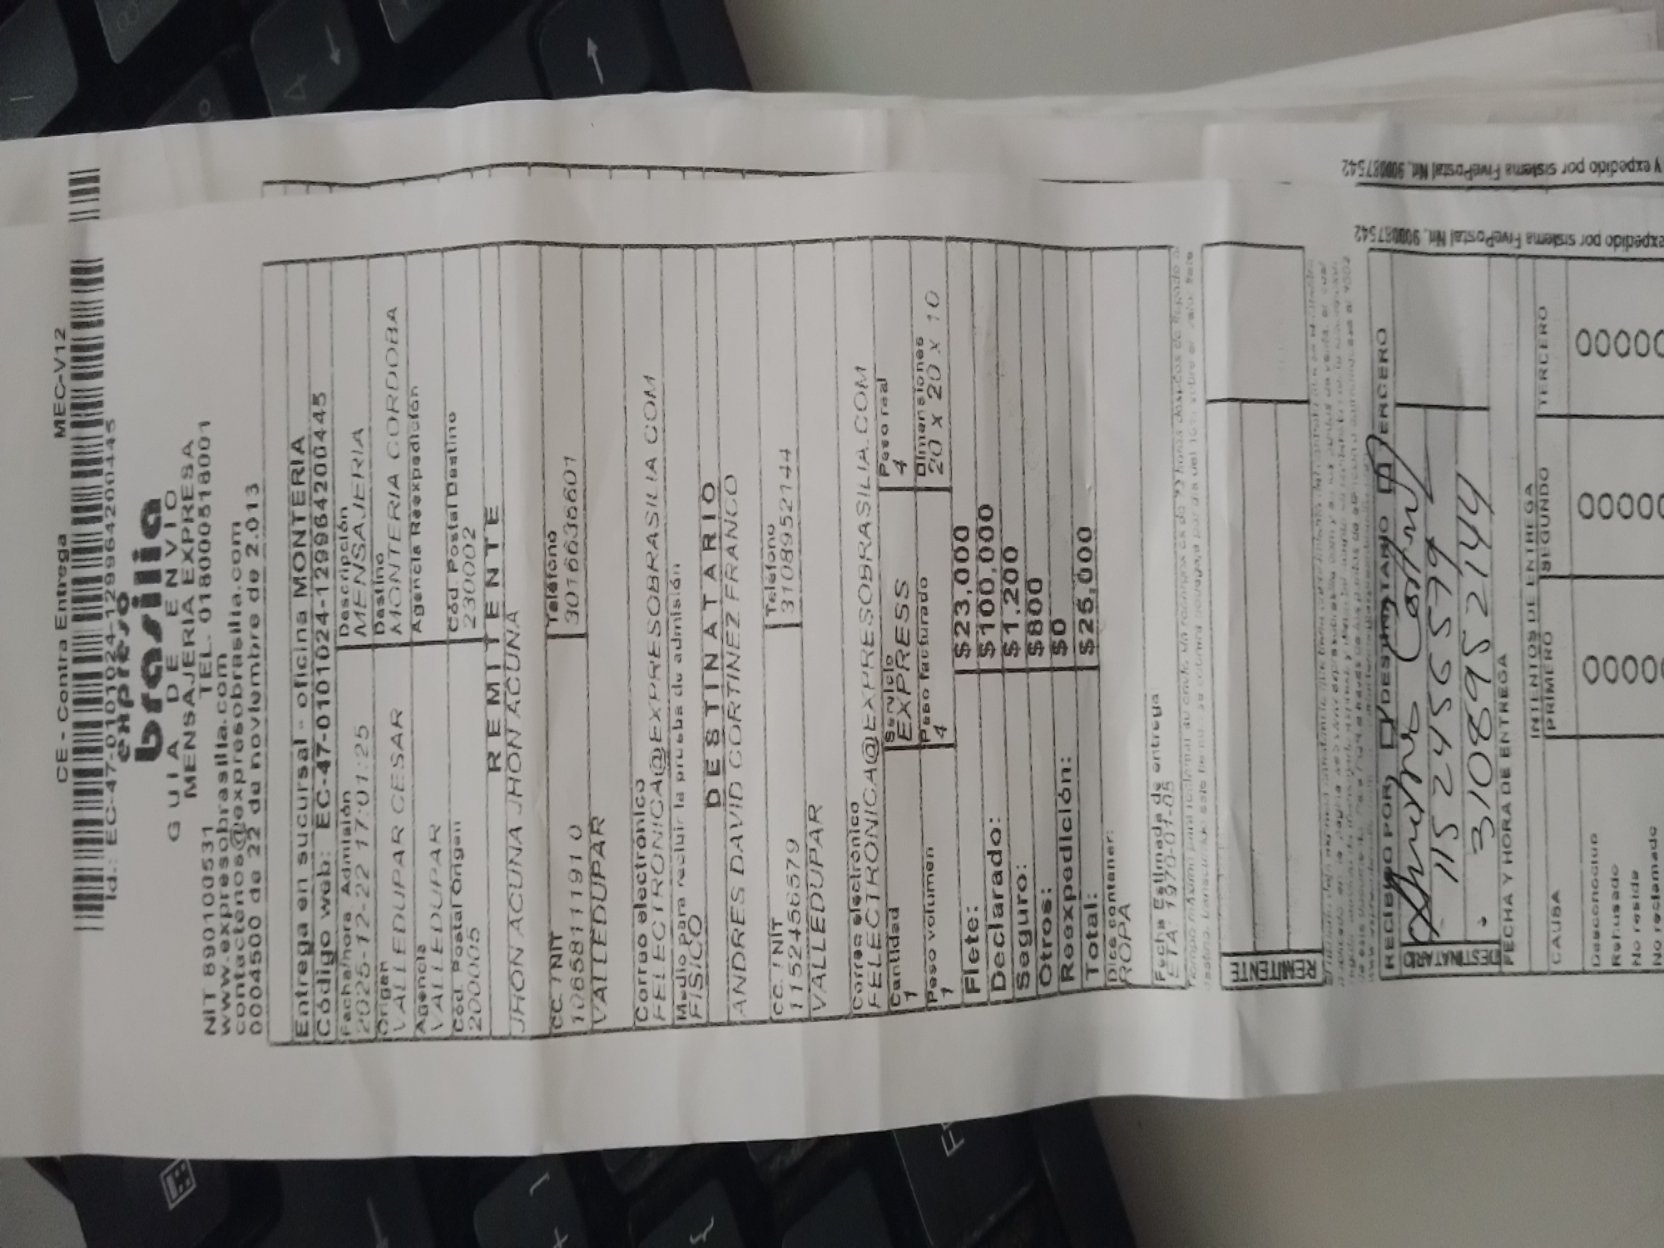 CE - Contra Entrega MEC-V12
Id.: EC-47-0101024-1299642004445
expreso
brasilia
GUIA DE ENVIO
MENSAJERIA EXPRESA
NIT 890100531 TEL. 018000518001
www.expresobrasilia.com
contactenos@expresobrasilia.com
0004500 de 22 de noviembre de 2.013
Entrega en sucursal - oficina MONTERIA
Código web: EC-47-0101024-129964200445
Fecha/hora Admisión Descripción
2025-12-22 17:01:25 MENSAJERIA
Origen Destino
VALLEDUPAR CESAR MONTERIA CORDOBA
Agencia Agencia Reexpedición
VALLEDUPAR
Cód. Postal Origen Cód. Postal Destino
200005 230002
REMITENTE
JHON ACUNA JHON ACUNA
CC. / NIT Teléfono
1065811191 0 3016636601
VALLEDUPAR
Correo electrónico
FELECTRONICA@EXPRESOBRASILIA.COM
Medio para recluir la prueba de admisión
FISICO
DESTINATARIO
ANDRES DAVID CORTINEZ FRANCO
CC. / NIT Teléfono
1152456579 3108952144
VALLEDUPAR
Correo electrónico
FELECTRONICA@EXPRESOBRASILIA.COM
Cantidad Servicio Peso real
1 EXPRESS 4
Peso volumen Peso facturado Dimensiones
1 4 20 x 20 x 10
Flete: $23,000
Declarado: $100,000
Seguro: $1,200
Otros: $800
Reexpedición: $0
Total: $25,000
Dice contener:
ROPA
Fecha Estimada de entrega
ETA: 1970-01-05
REMITENTE
RECIBIDO POR: DESTINATARIO TERCERO
DESTINATARIO
1152456579
3108952144
FECHA Y HORA DE ENTREGA
INTENTOS DE ENTREGA
CAUSA PRIMERO SEGUNDO TERCERO
Desconocido
Rehusado
No reside
No reclamado
expedido por sistema FivePostal Nit. 900087542
y expedido por sistema FivePostal Nit. 900087542